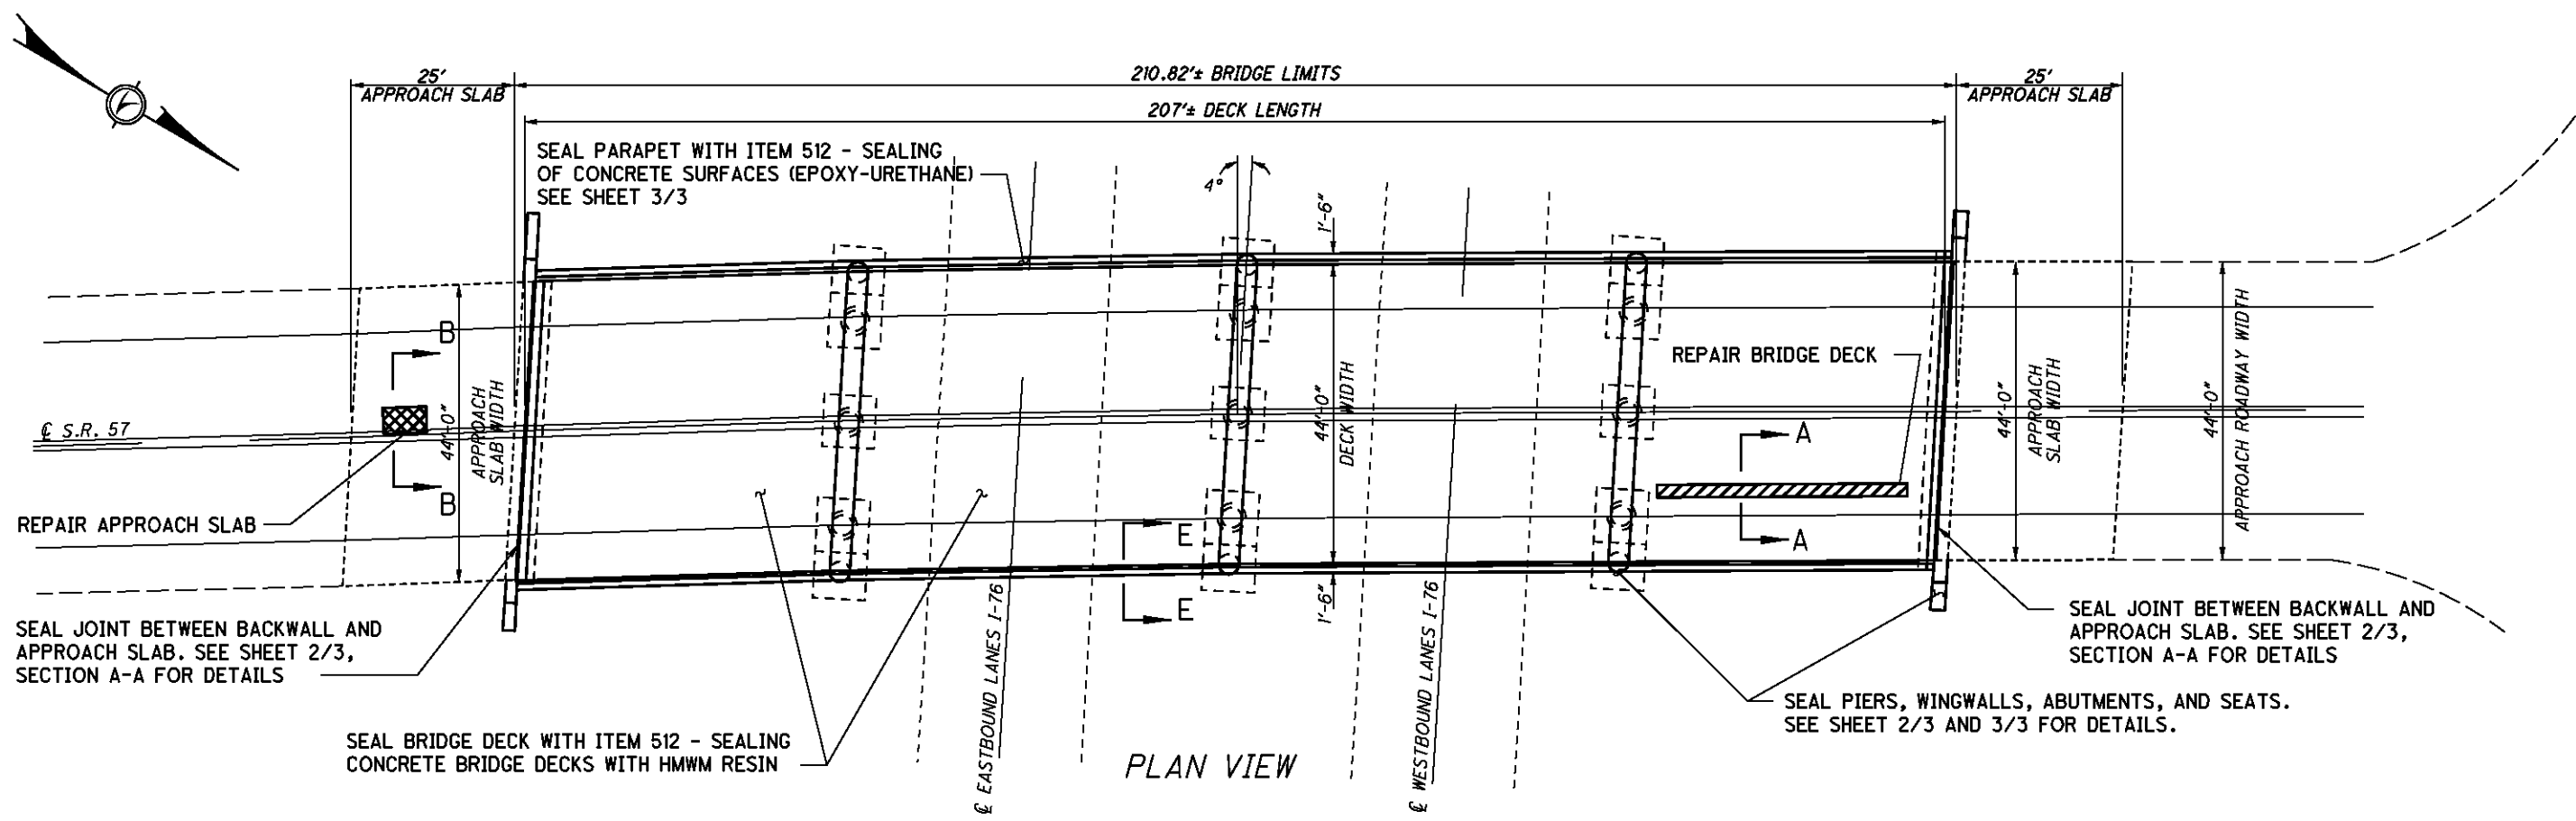 25'
APPROACH SLAB
210.82'± BRIDGE LIMITS
25'
APPROACH SLAB
207'± DECK LENGTH
SEAL PARAPET WITH ITEM 512 - SEALING
OF CONCRETE SURFACES (EPOXY-URETHANE)
SEE SHEET 3/3
4°
1'-6"
B
B
44'-0"
APPROACH
SLAB WIDTH
℄ S.R. 57
REPAIR APPROACH SLAB
44'-0"
DECK WIDTH
REPAIR BRIDGE DECK
A
A
44'-0"
APPROACH
SLAB WIDTH
44'-0"
APPROACH ROADWAY WIDTH
E
E
1'-6"
℄ EASTBOUND LANES I-76
℄ WESTBOUND LANES I-76
SEAL JOINT BETWEEN BACKWALL AND
APPROACH SLAB. SEE SHEET 2/3,
SECTION A-A FOR DETAILS
SEAL JOINT BETWEEN BACKWALL AND
APPROACH SLAB. SEE SHEET 2/3,
SECTION A-A FOR DETAILS
SEAL PIERS, WINGWALLS, ABUTMENTS, AND SEATS.
SEE SHEET 2/3 AND 3/3 FOR DETAILS.
SEAL BRIDGE DECK WITH ITEM 512 - SEALING
CONCRETE BRIDGE DECKS WITH HMWM RESIN
PLAN VIEW